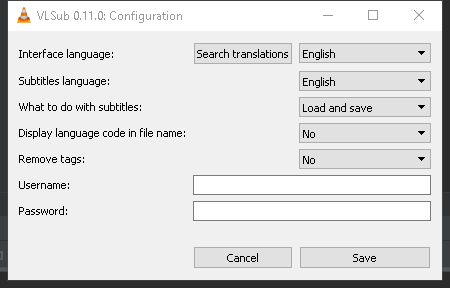 VLSub 0.11.0: Configuration
Interface language: Search translations English
Subtitles language: English
What to do with subtitles: Load and save
Display language code in file name: No
Remove tags: No
Username:
Password:
Cancel Save